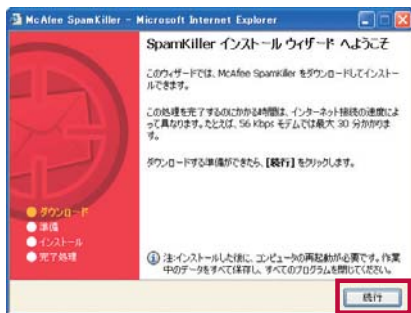 McAfee SpamKiller - Microsoft Internet Explorer
SpamKiller インストール ウィザード へようこそ
このウィザードでは、McAfee SpamKiller をダウンロードしてインストー
ルできます。
この処理を完了するのにかかる時間は、インターネット接続の速度によ
って異なります。たとえば、56 Kbps モデムでは最大 30 分かかりま
す。
ダウンロードする準備ができたら、[続行] をクリックします。
ダウンロード
準備
インストール
完了処理
注:インストールした後に、コンピュータの再起動が必要です。作業
中のデータをすべて保存し、すべてのプログラムを閉じてください。
続行